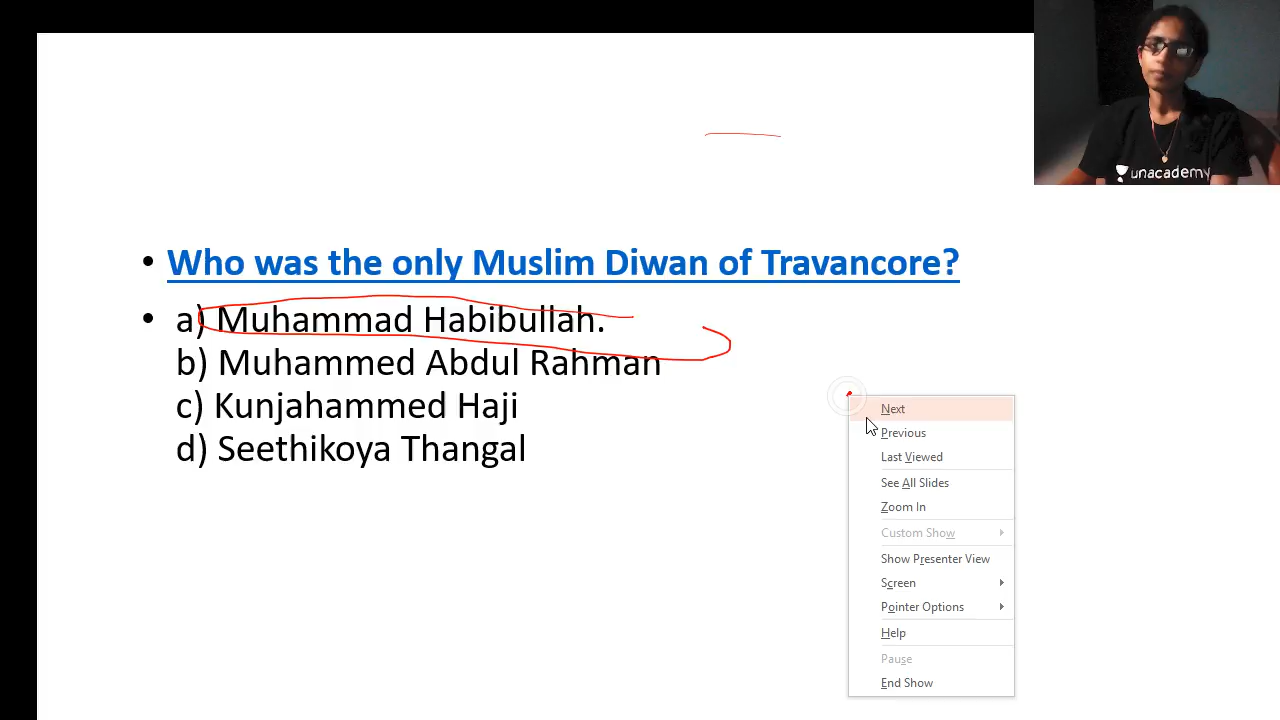 unacademy
• Who was the only Muslim Diwan of Travancore?
• a) Muhammad Habibullah.
b) Muhammed Abdul Rahman
c) Kunjahammed Haji
d) Seethikoya Thangal
Next
Previous
Last Viewed
See All Slides
Zoom In
Custom Show
Show Presenter View
Screen
Pointer Options
Help
Pause
End Show